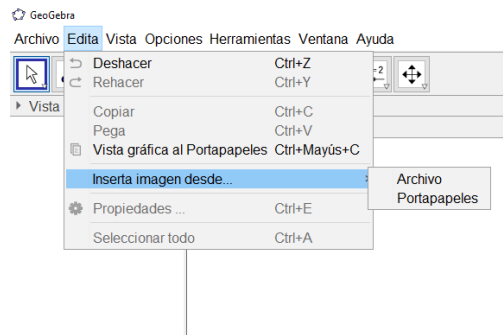 GeoGebra
Archivo Edita Vista Opciones Herramientas Ventana Ayuda
Deshacer Ctrl+Z
Rehacer Ctrl+Y
Vista
Copiar Ctrl+C
Pega Ctrl+V
Vista gráfica al Portapapeles Ctrl+Mayús+C
Inserta imagen desde...
Archivo
Portapapeles
Propiedades ... Ctrl+E
Seleccionar todo Ctrl+A